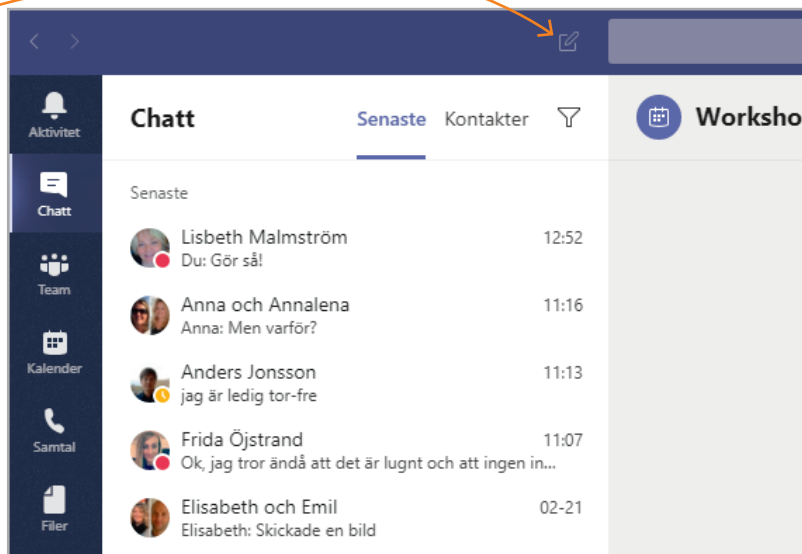 Aktivitet
Chatt
Team
Kalender
Samtal
Filer
Chatt
Senaste Kontakter
Senaste
Lisbeth Malmström 12:52
Du: Gör så!
Anna och Annalena 11:16
Anna: Men varför?
Anders Jonsson 11:13
jag är ledig tor-fre
Frida Öjstrand 11:07
Ok, jag tror ändå att det är lugnt och att ingen in...
Elisabeth och Emil 02-21
Elisabeth: Skickade en bild
Worksho